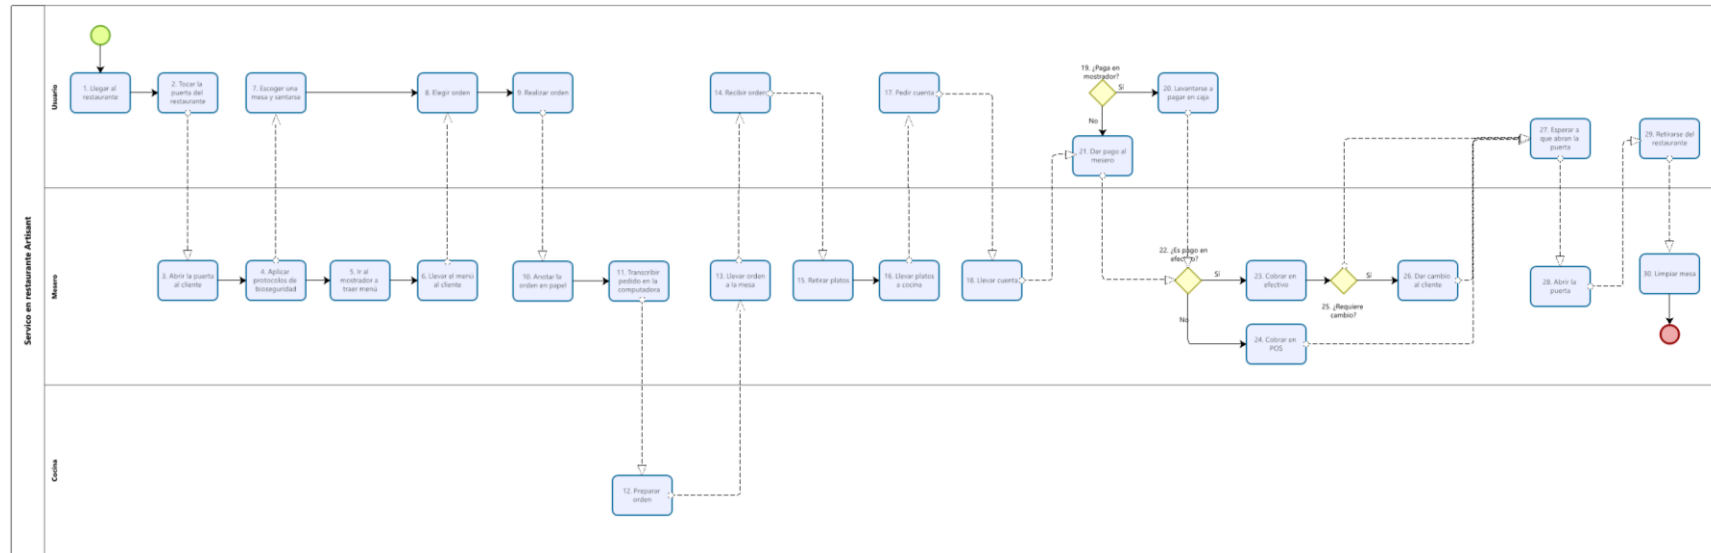 Servico en restaurante Artisant
Usuario
1. Llegar al
restaurante
2. Tocar la
puerta del
restaurante
7. Escoger una
mesa y sentarse
8. Elegir orden
9. Realizar orden
14. Recibir orden
17. Pedir cuenta
19. ¿Paga en
mostrador?
Sí
No
20. Levantarse a
pagar en caja
21. Dar pago al
mesero
27. Esperar a
que abran la
puerta
29. Retirarse del
restaurante
Mesero
3. Abrir la puerta
al cliente
4. Aplicar
protocolos de
bioseguridad
5. Ir al
mostrador a
traer menú
6. Llevar el menú
al cliente
10. Anotar la
orden en papel
11. Transcribir
pedido en la
computadora
13. Llevar orden
a la mesa
15. Retirar platos
16. Llevar platos
a cocina
18. Llevar cuenta
22. ¿Es pago en
efectivo?
Sí
No
23. Cobrar en
efectivo
24. Cobrar en
POS
25. ¿Requiere
cambio?
Sí
26. Dar cambio
al cliente
28. Abrir la
puerta
30. Limpiar mesa
Cocina
12. Preparar
orden